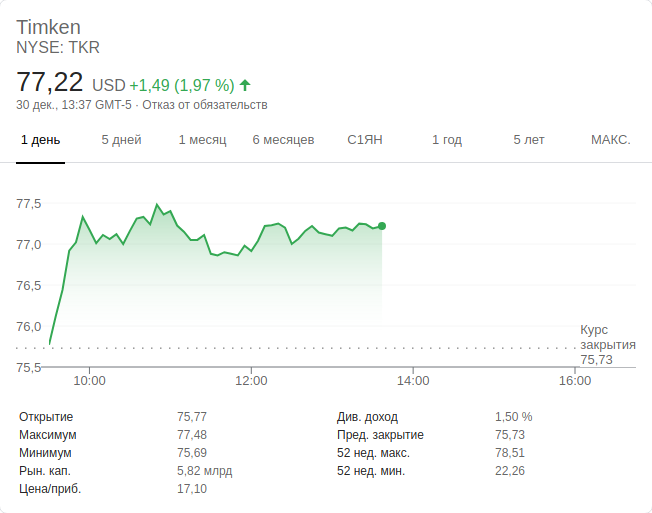 Timken
NYSE: TKR
77,22 USD +1,49 (1,97 %)
30 дек., 13:37 GMT-5 · Отказ от обязательств
1 день 5 дней 1 месяц 6 месяцев С1ЯН 1 год 5 лет МАКС.
77,5
77,0
76,5
76,0
75,5
Курс
закрытия
75,73
10:00 12:00 14:00 16:00
Открытие 75,77 Див. доход 1,50 %
Максимум 77,48 Пред. закрытие 75,73
Минимум 75,69 52 нед. макс. 78,51
Рын. кап. 5,82 млрд 52 нед. мин. 22,26
Цена/приб. 17,10